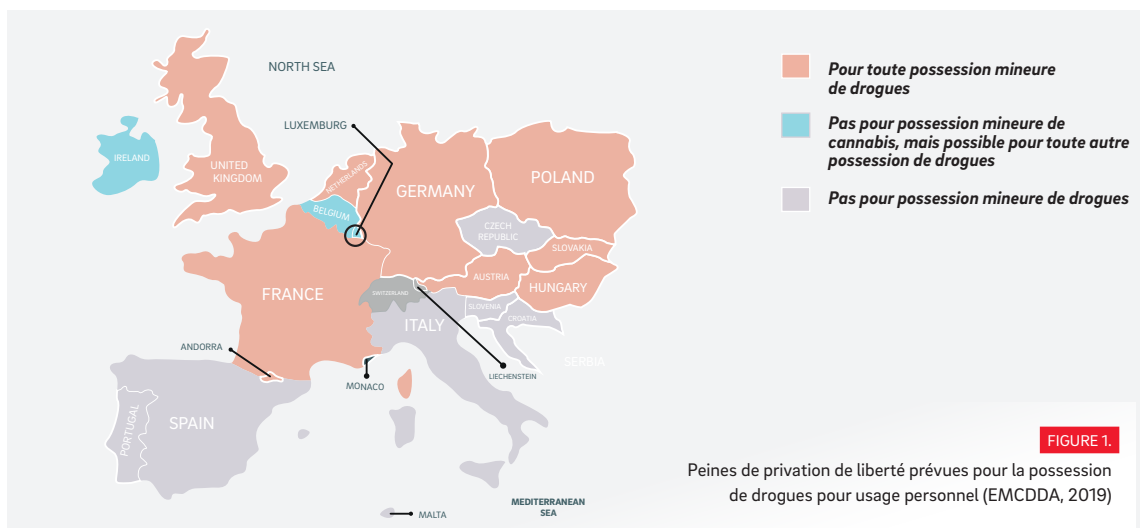 NORTH SEA
LUXEMBURG
IRELAND
UNITED
KINGDOM
NETHERLANDS
BELGIUM
GERMANY
POLAND
CZECH
REPUBLIC
SLOVAKIA
AUSTRIA
HUNGARY
FRANCE
SWITZERLAND
SLOVENIA
CROATIA
ITALY
SERBIA
ANDORRA
MONACO
LIECHENSTEIN
PORTUGAL
SPAIN
MEDITERRANEAN
SEA
MALTA
Pour toute possession mineure
de drogues
Pas pour possession mineure de
cannabis, mais possible pour toute autre
possession de drogues
Pas pour possession mineure de drogues
FIGURE 1.
Peines de privation de liberté prévues pour la possession
de drogues pour usage personnel (EMCDDA, 2019)